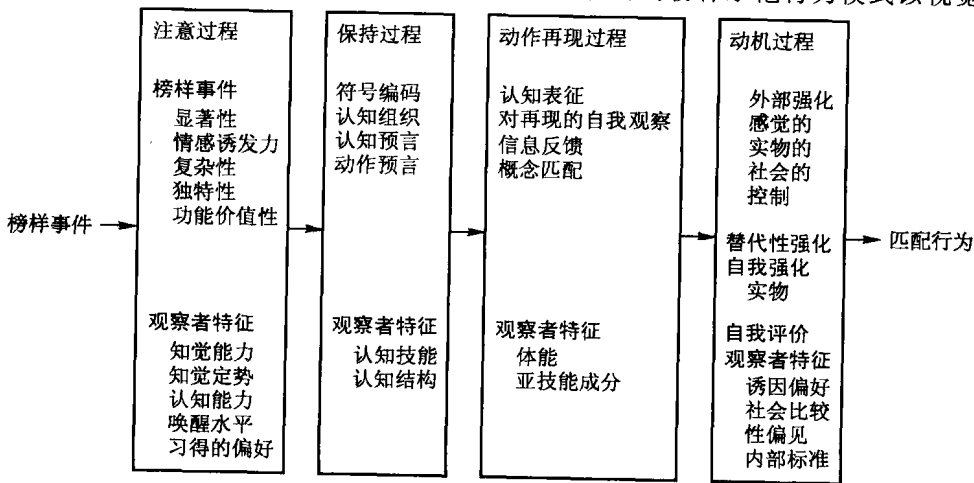 注意过程
榜样事件
显著性
情感诱发力
复杂性
独特性
功能价值性
观察者特征
知觉能力
知觉定势
认知能力
唤醒水平
习得的偏好
保持过程
符号编码
认知组织
认知预言
动作预言
观察者特征
认知技能
认知结构
动作再现过程
认知表征
对再现的自我观察
信息反馈
概念匹配
观察者特征
体能
亚技能成分
动机过程
外部强化
感觉的
实物的
社会的
控制
替代性强化
自我强化
实物
自我评价
观察者特征
诱因偏好
社会比较
性偏见
内部标准
榜样事件
匹配行为